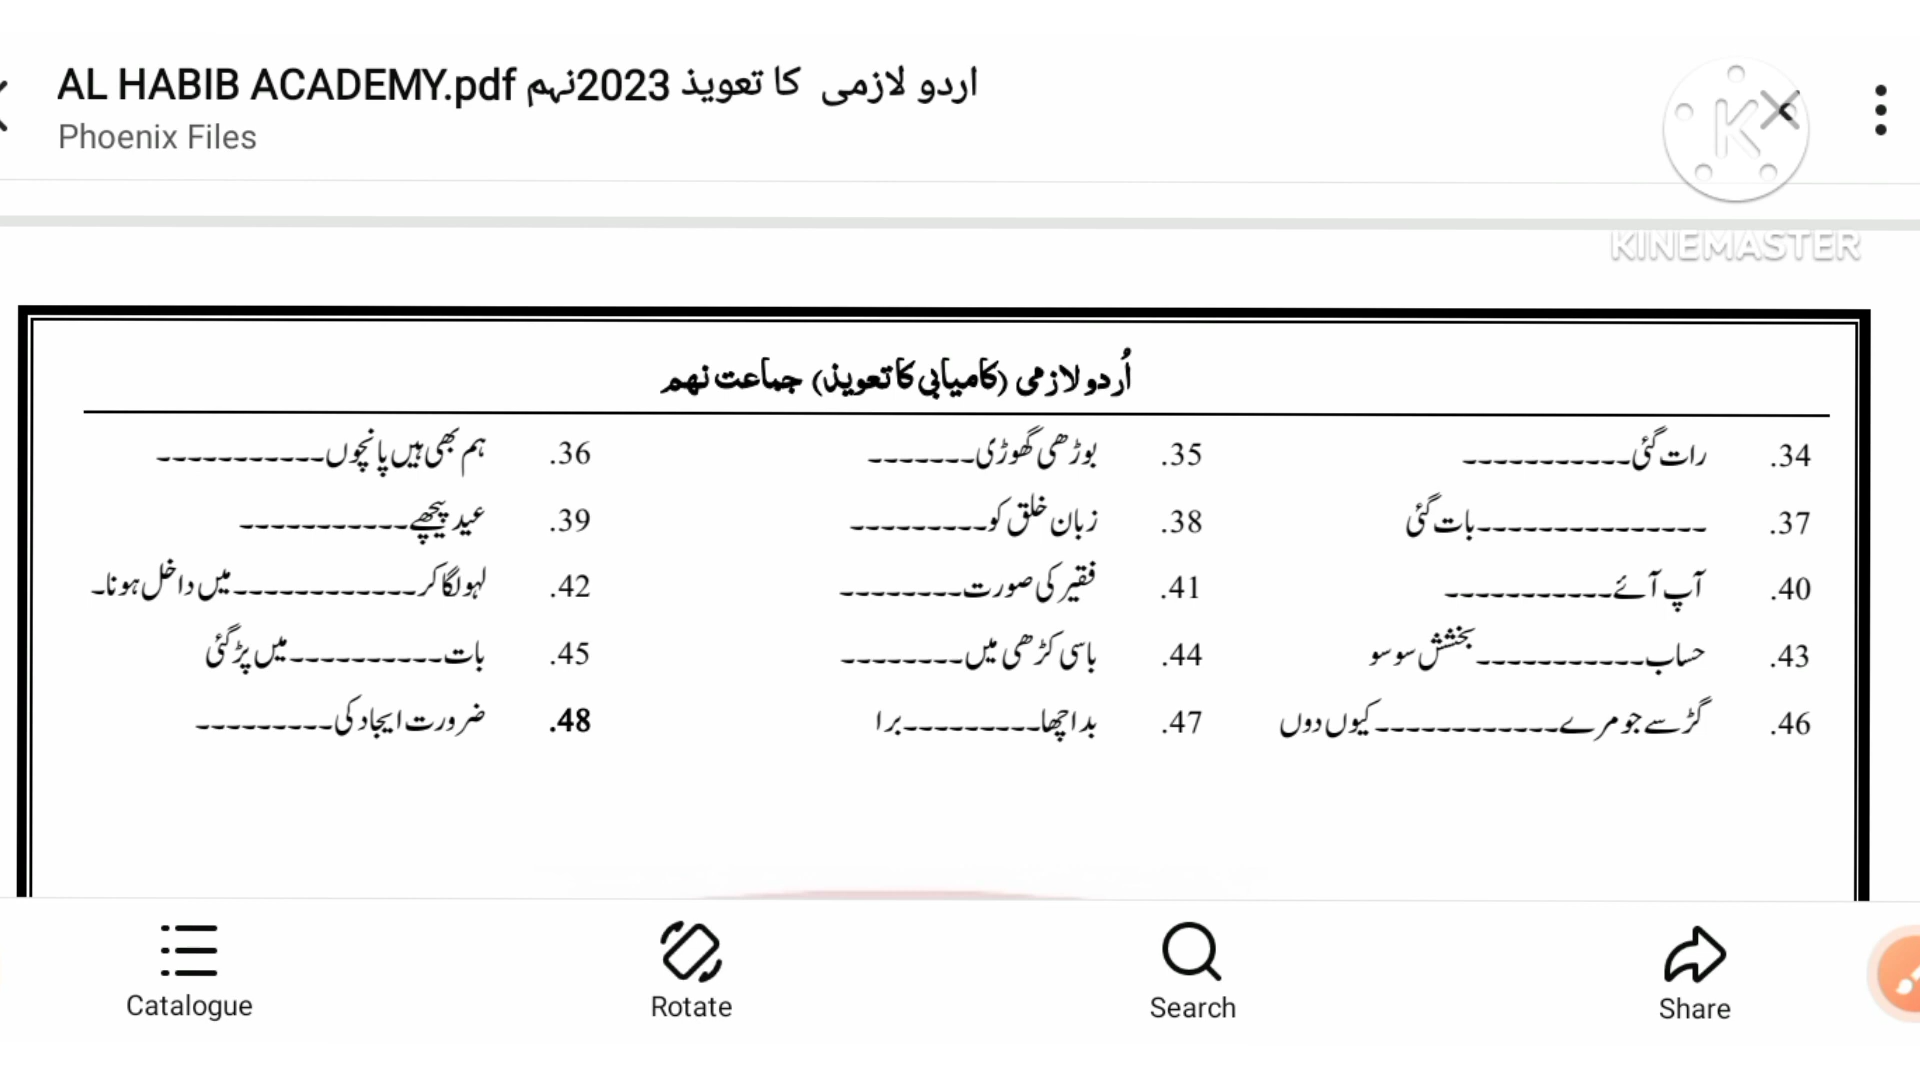 AL HABIB ACADEMY.pdf اردو لازمی کا تعویذ 2023نہم
Phoenix Files
KINEMASTER
اُردو لازمی (کامیابی کا تعویذ) جماعت نہم
34. رات گئی----------- 35. بوڑھی گھوڑی------- 36. ہم بھی ہیں پانچوں-----------
37. ---------------بات گئی 38. زبان خلق کو--------- 39. عید پیچھے-----------
40. آپ آئے----------- 41. فقیر کی صورت-------- 42. لہو لگا کر------------میں داخل ہونا۔
43. حساب-----------بخشش سو سو 44. باسی کڑھی میں-------- 45. بات----------میں پڑ گئی
46. گڑ سے جو مرے------------کیوں دوں 47. بد اچھا---------برا 48. ضرورت ایجاد کی---------
Catalogue Rotate Search Share